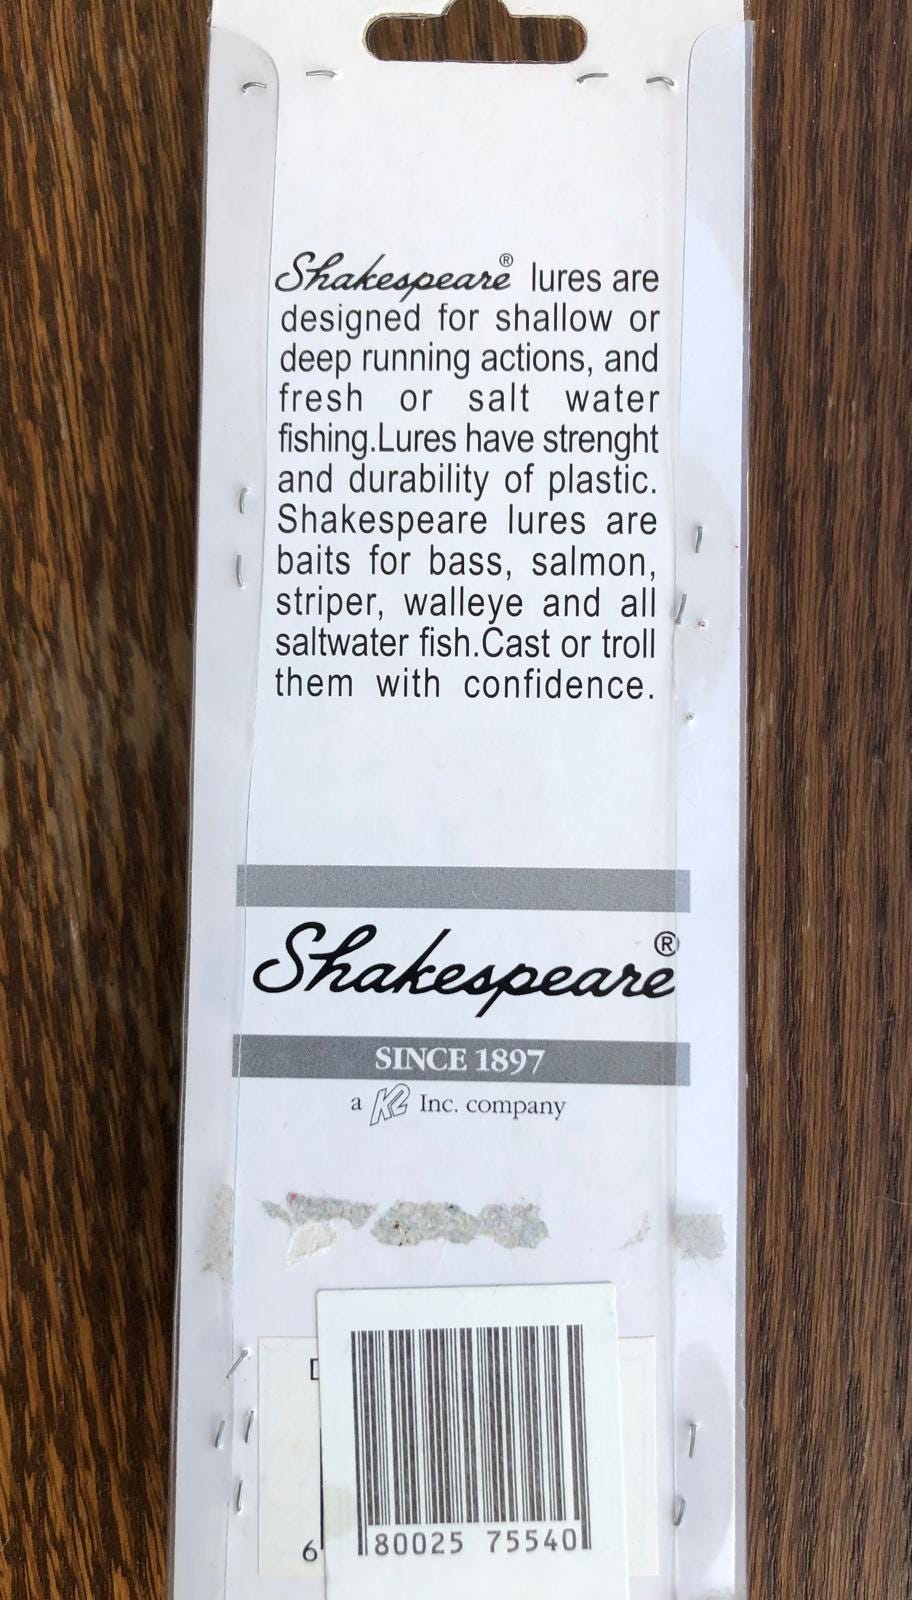 Shakespeare® lures are
designed for shallow or
deep running actions, and
fresh or salt water
fishing.Lures have strenght
and durability of plastic.
Shakespeare lures are
baits for bass, salmon,
striper, walleye and all
saltwater fish.Cast or troll
them with confidence.
Shakespeare®
SINCE 1897
a K2 Inc. company
6
80025 75540